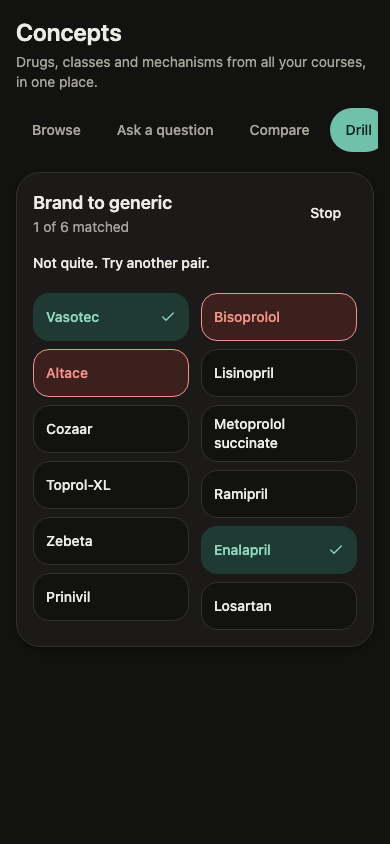 Concepts
Drugs, classes and mechanisms from all your courses,
in one place.
Browse
Ask a question
Compare
Drill
Brand to generic
1 of 6 matched
Stop
Not quite. Try another pair.
Vasotec
Bisoprolol
Altace
Lisinopril
Cozaar
Metoprolol
succinate
Toprol-XL
Ramipril
Zebeta
Enalapril
Prinivil
Losartan